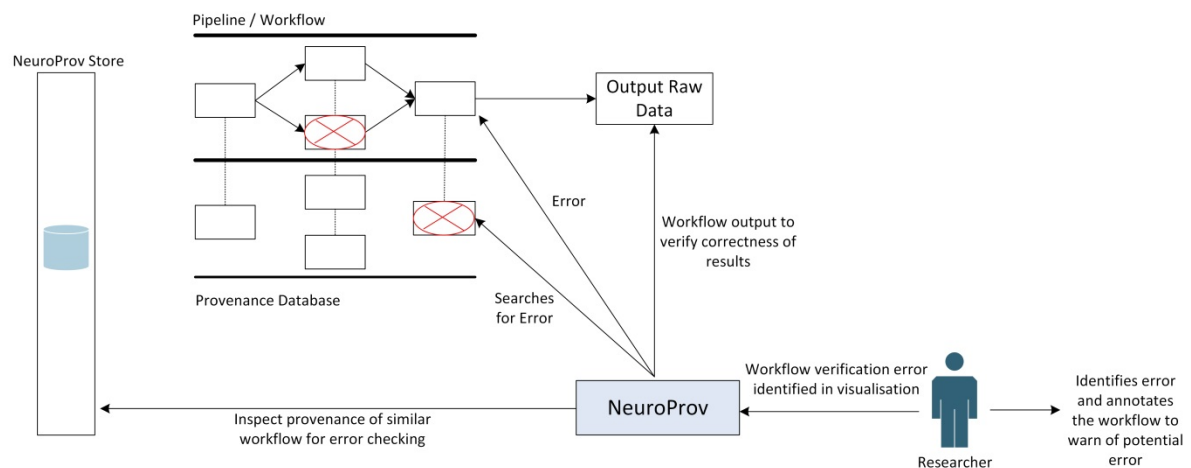 Pipeline / Workflow
NeuroProv Store
Output Raw
Data
Error
Workflow output to
verify correctness of
results
Provenance Database
Searches
for Error
Workflow verification error
identified in visualisation
NeuroProv
Inspect provenance of similar
workflow for error checking
Researcher
Identifies error
and annotates
the workflow to
warn of potential
error